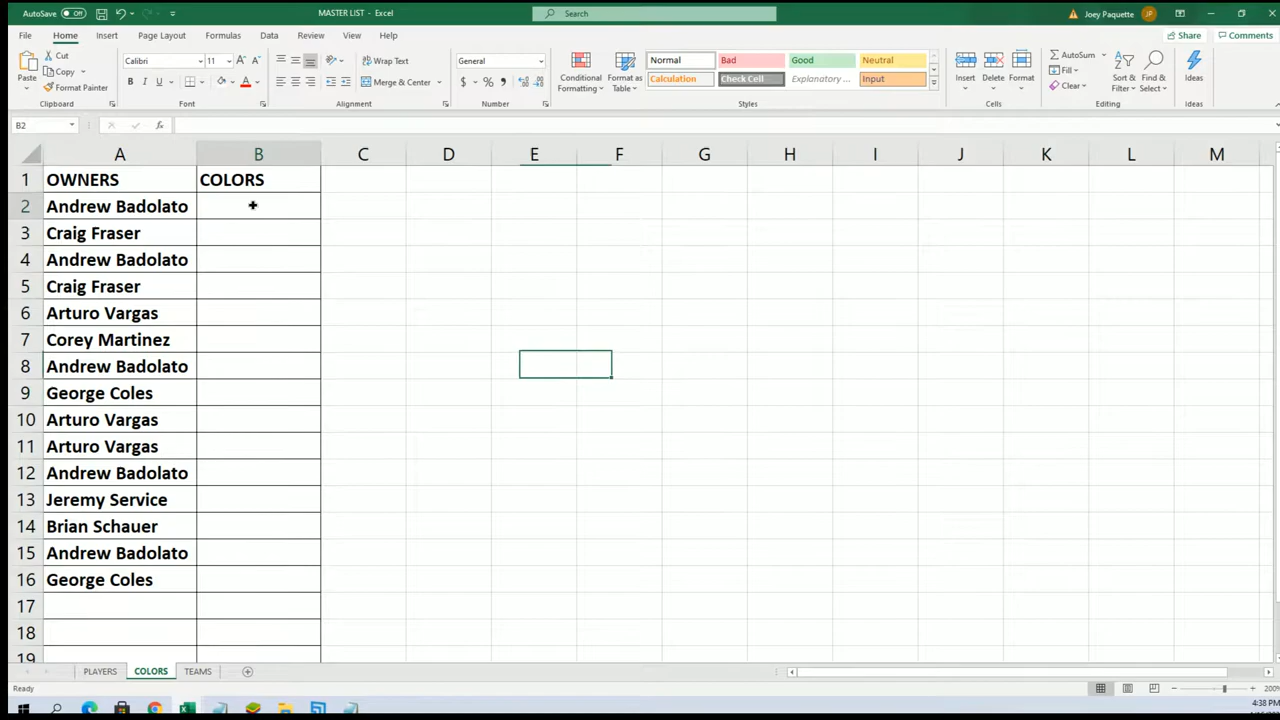 AutoSave Off MASTER LIST - Excel Search Joey Paquette JP
File Home Insert Page Layout Formulas Data Review View Help Share Comments
Paste Cut Copy Format Painter Calibri 11 Wrap Text General Conditional Formatting Format as Table Normal Bad Good Neutral Insert Delete Format AutoSum Sort & Filter Find & Select Ideas
B I U Merge & Center $ % Calculation Check Cell Explanatory ... Input Fill Clear
Clipboard Font Alignment Number Styles Cells Editing Ideas
B2 fx
A B C D E F G H I J K L M
1 OWNERS COLORS
2 Andrew Badolato
3 Craig Fraser
4 Andrew Badolato
5 Craig Fraser
6 Arturo Vargas
7 Corey Martinez
8 Andrew Badolato
9 George Coles
10 Arturo Vargas
11 Arturo Vargas
12 Andrew Badolato
13 Jeremy Service
14 Brian Schauer
15 Andrew Badolato
16 George Coles
17
18
19
PLAYERS COLORS TEAMS
Ready 200%
4:38 PM